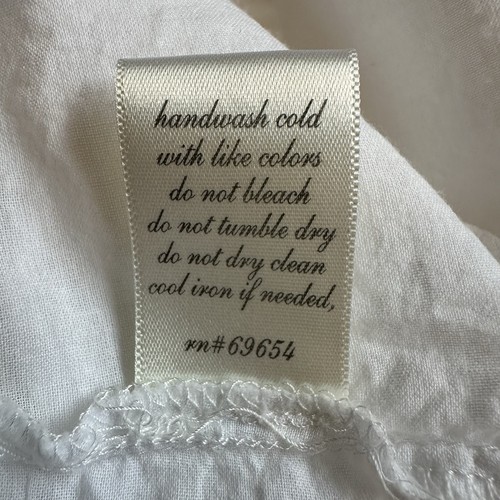 handwash cold
with like colors
do not bleach
do not tumble dry
do not dry clean
cool iron if needed,
rn#69654